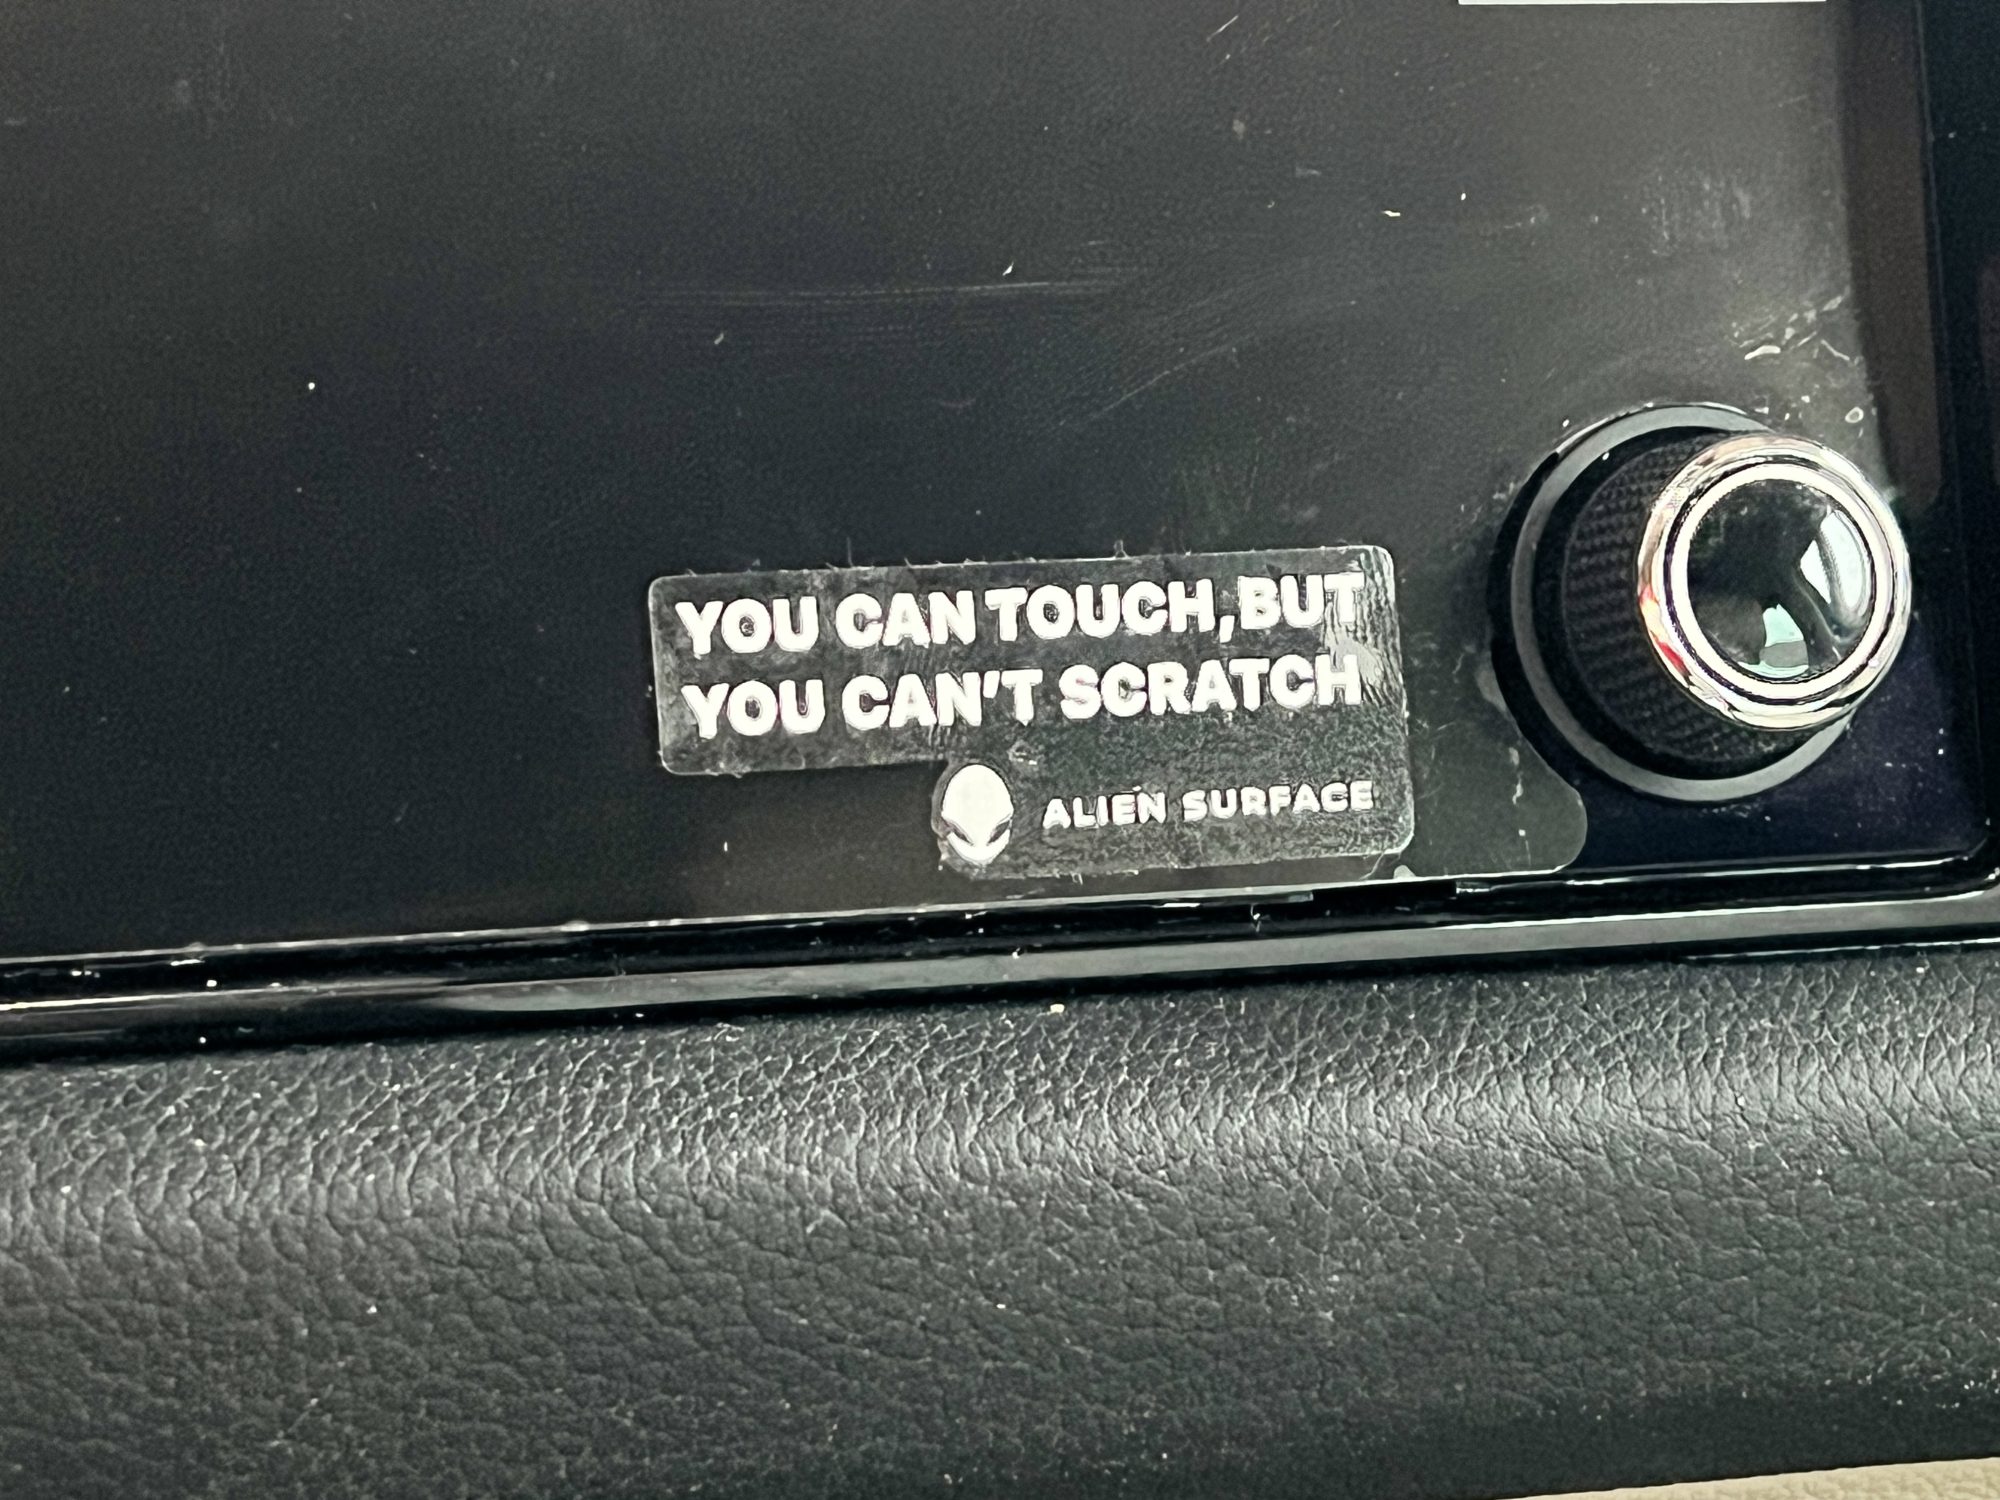 YOU CAN TOUCH, BUT
YOU CAN'T SCRATCH
ALIEN SURFACE